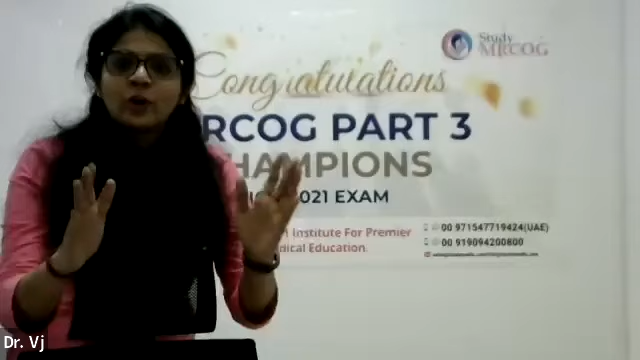 Study
MRCOG
Congratulations
RCOG PART 3
HAMPIONS
2021 EXAM
Institute For Premier
dical Education.
00 971547719424(UAE)
00 919094200800
Dr. Vj